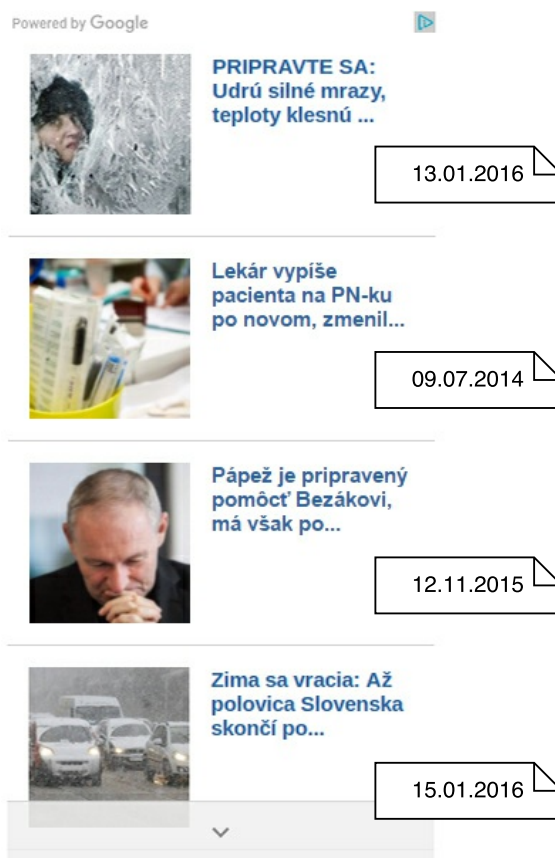 Powered by Google
PRIPRAVTE SA:
Udrú silné mrazy,
teploty klesnú ...
13.01.2016
Lekár vypíše
pacienta na PN-ku
po novom, zmenil...
09.07.2014
Pápež je pripravený
pomôcť Bezákovi,
má však po...
12.11.2015
Zima sa vracia: Až
polovica Slovenska
skončí po...
15.01.2016